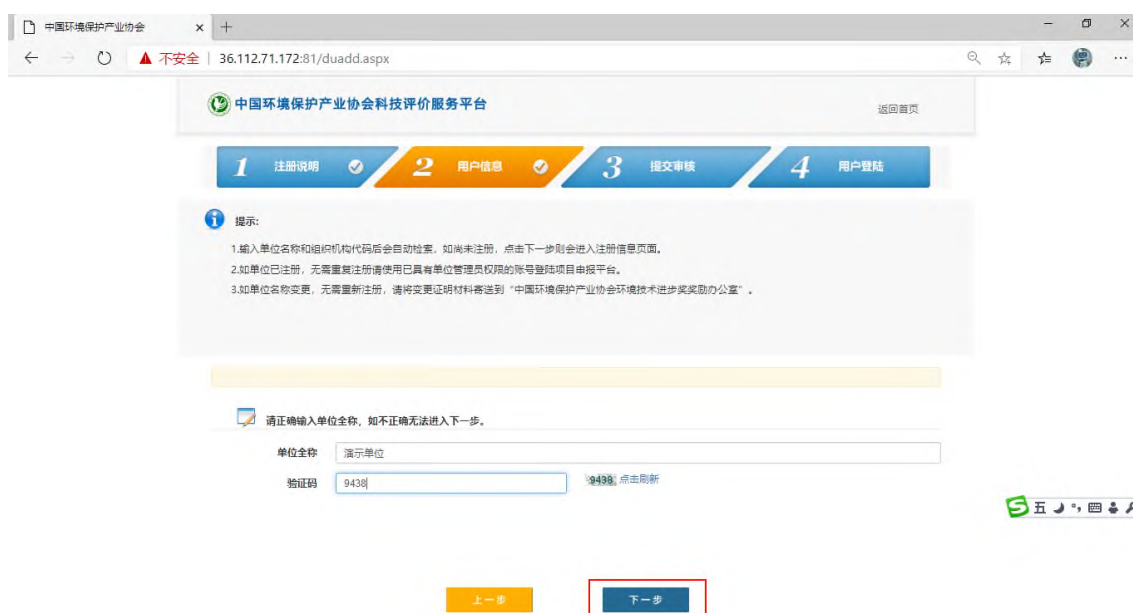 中国环境保护产业协会
不安全 | 36.112.71.172:81/duadd.aspx
中国环境保护产业协会科技评价服务平台
返回首页
1 注册说明 2 用户信息 3 提交审核 4 用户登陆
提示:
1.输入单位名称和组织机构代码后会自动检索，如尚未注册，点击下一步则会进入注册信息页面。
2.如单位已注册，无需重复注册请使用已具有单位管理员权限的账号登陆项目申报平台。
3.如单位名称变更，无需重新注册，请将变更证明材料寄送到“中国环境保护产业协会环境技术进步奖奖励办公室”。
请正确输入单位全称，如不正确无法进入下一步。
单位全称 演示单位
验证码 9438 9438 点击刷新
五
上一步 下一步